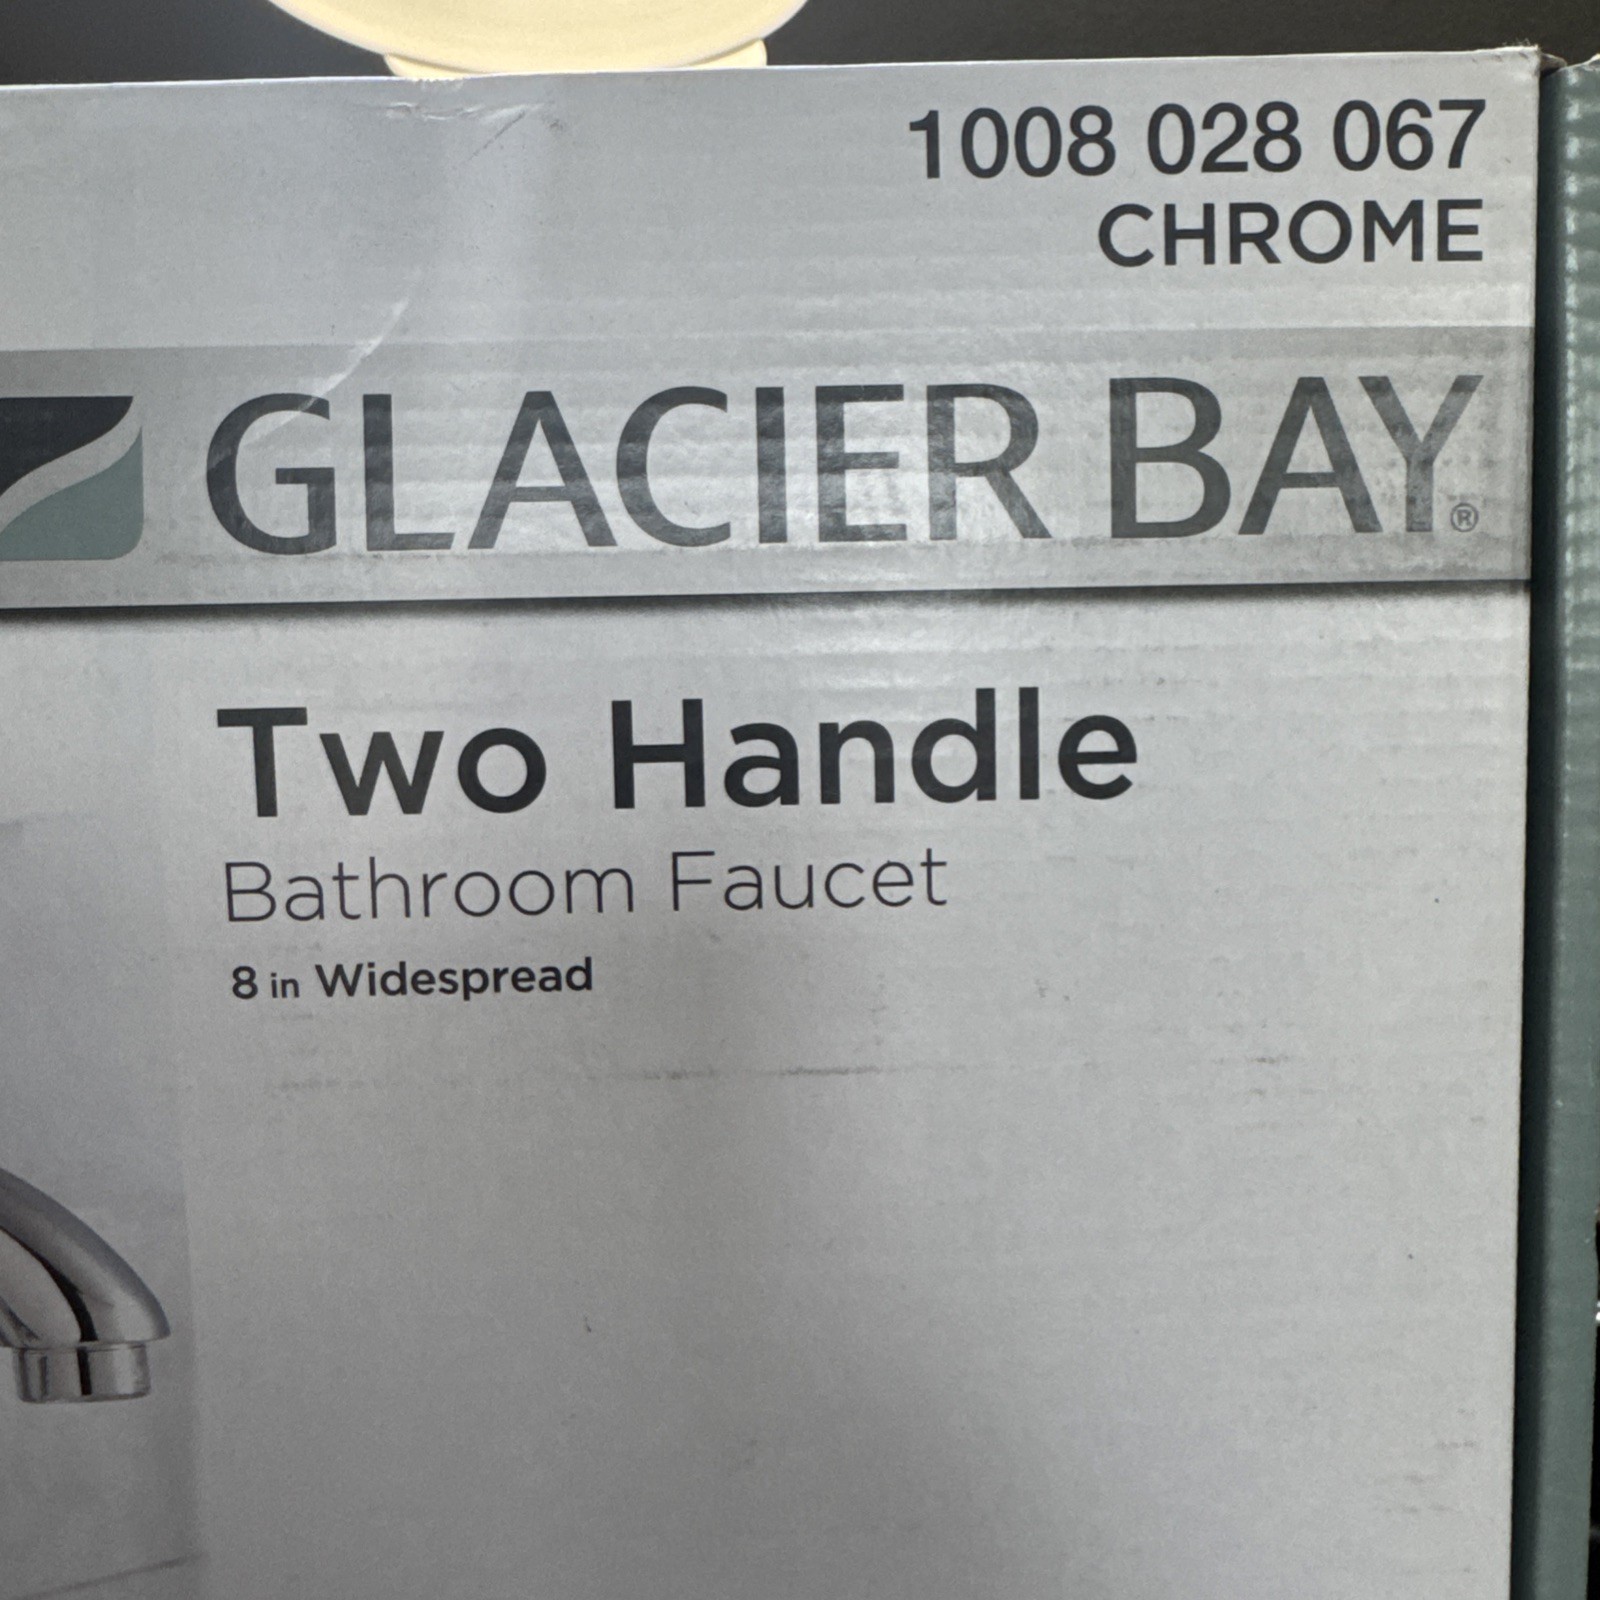 1008 028 067
CHROME
GLACIER BAY®
Two Handle
Bathroom Faucet
8 in Widespread